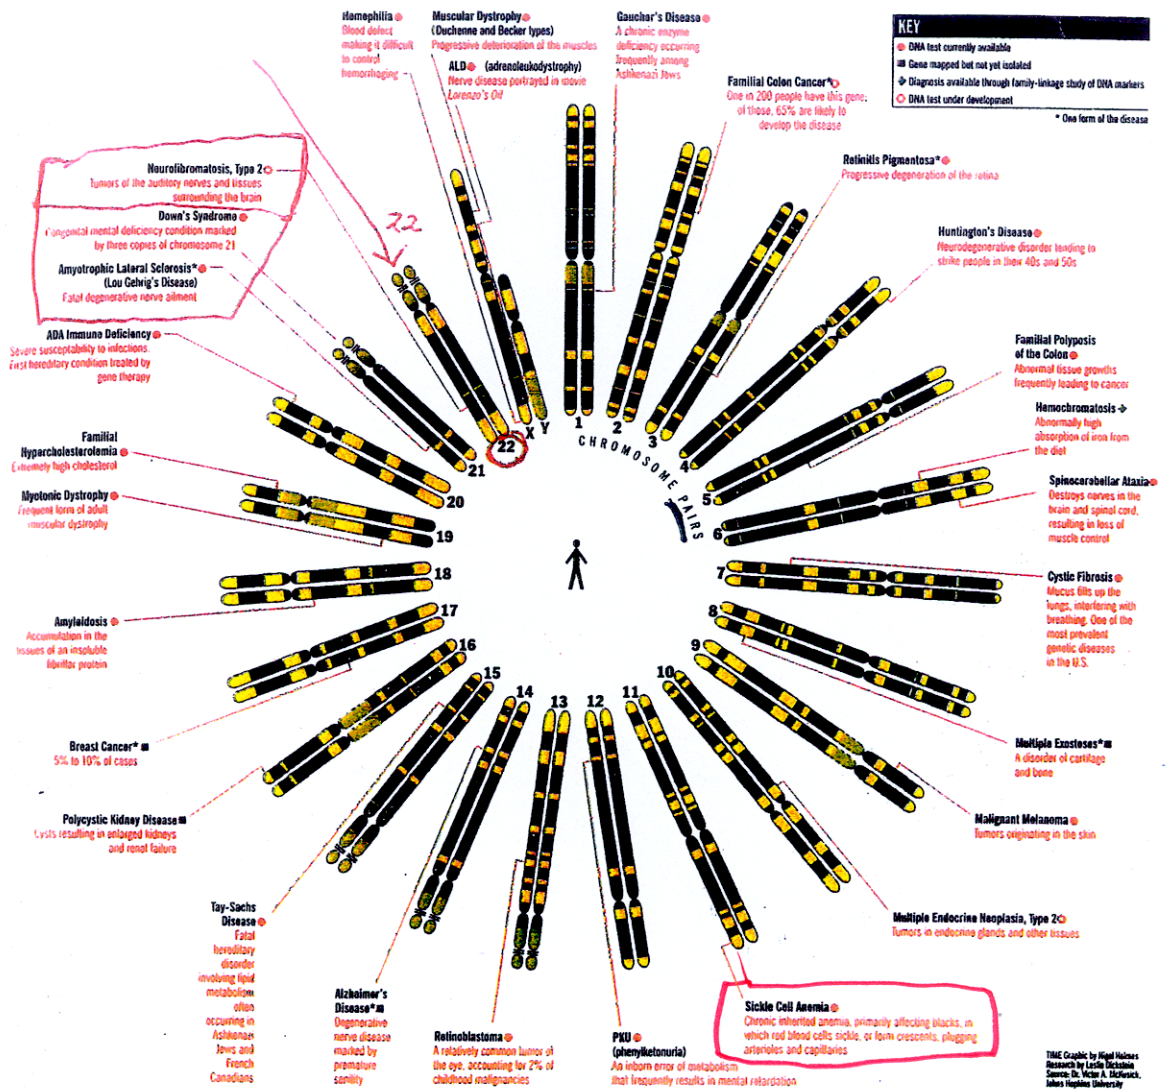 Hemophilia
Blood defect
making it difficult
to control
hemorrhaging
Muscular Dystrophy
(Duchenne and Becker types)
Progressive deterioration of the muscles
ALD (adrenoleukodystrophy)
Nerve disease portrayed in movie
Lorenzo's Oil
Gaucher's Disease
A chronic enzyme
deficiency occurring
frequently among
Ashkenazi Jews
Familial Colon Cancer*
One in 200 people have this gene;
of those, 65% are likely to
develop the disease
KEY
DNA test currently available
Gene mapped but not yet isolated
Diagnosis available through family-linkage study of DNA markers
DNA test under development
* One form of the disease
Retinitis Pigmentosa*
Progressive degeneration of the retina
Huntington's Disease
Neurodegenerative disorder tending to
strike people in their 40s and 50s
Familial Polyposis
of the Colon
Abnormal tissue growths
frequently leading to cancer
Hemochromatosis
Abnormally high
absorption of iron from
the diet
Spinocerebellar Ataxia
Destroys nerves in the
brain and spinal cord,
resulting in loss of
muscle control
Cystic Fibrosis
Mucus fills up the
lungs, interfering with
breathing. One of the
most prevalent
genetic diseases
in the U.S.
Multiple Exostoses*
A disorder of cartilage
and bone
Malignant Melanoma
Tumors originating in the skin
Multiple Endocrine Neoplasia, Type 2
Tumors in endocrine glands and other tissues
Sickle Cell Anemia
Chronic inherited anemia, primarily affecting blacks, in
which red blood cells sickle, or form crescents, plugging
arterioles and capillaries
PKU
(phenylketonuria)
An inborn error of metabolism
that frequently results in mental retardation
Retinoblastoma
A relatively common tumor of
the eye, accounting for 2% of
childhood malignancies
Alzheimer's
Disease*
Degenerative
nerve disease
marked by
premature
senility
Tay-Sachs
Disease
Fatal
hereditary
disorder
involving lipid
metabolism
often
occurring in
Ashkenazi
Jews and
French
Canadians
Polycystic Kidney Disease
Cysts resulting in enlarged kidneys
and renal failure
Breast Cancer*
5% to 10% of cases
Amyloidosis
Accumulation in the
tissues of an insoluble
fibrillar protein
Myotonic Dystrophy
Frequent form of adult
muscular dystrophy
Familial
Hypercholesterolemia
Extremely high cholesterol
ADA Immune Deficiency
Severe susceptability to infections.
First hereditary condition treated by
gene therapy
Amyotrophic Lateral Sclerosis*
(Lou Gehrig's Disease)
Fatal degenerative nerve ailment
Down's Syndrome
Congenital mental deficiency condition marked
by three copies of chromosome 21
Neurofibromatosis, Type 2
Tumors of the auditory nerves and tissues
surrounding the brain
22
CHROMOSOME PAIRS
1
2
3
4
5
6
7
8
9
10
11
12
13
14
15
16
17
18
19
20
21
22
X
Y
TIME Graphic by Nigel Holmes
Research by Leslie Dickstein
Source: Dr. Victor A. McKusick,
Johns Hopkins University